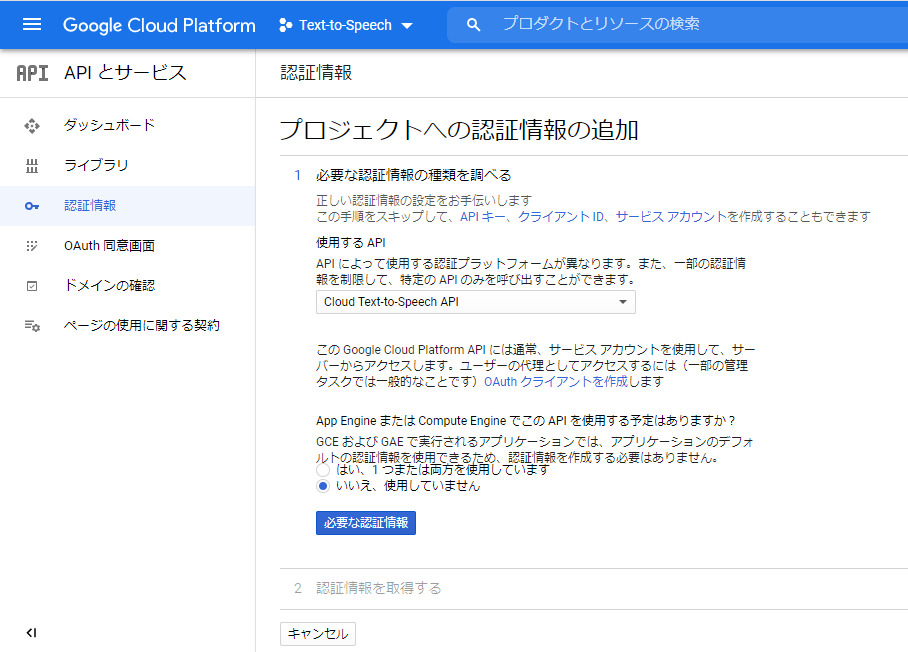 Google Cloud Platform
Text-to-Speech
プロダクトとリソースの検索
API
API とサービス
認証情報
ダッシュボード
ライブラリ
認証情報
OAuth 同意画面
ドメインの確認
ページの使用に関する契約
プロジェクトへの認証情報の追加
1 必要な認証情報の種類を調べる
正しい認証情報の設定をお手伝いします
この手順をスキップして、API キー、クライアント ID、サービス アカウントを作成することもできます
使用する API
API によって使用する認証プラットフォームが異なります。また、一部の認証情
報を制限して、特定の API のみを呼び出すことができます。
Cloud Text-to-Speech API
この Google Cloud Platform API には通常、サービス アカウントを使用して、サー
バーからアクセスします。ユーザーの代理としてアクセスするには（一部の管理
タスクでは一般的なことです）OAuth クライアントを作成します
App Engine または Compute Engine でこの API を使用する予定はありますか？
GCE および GAE で実行されるアプリケーションでは、アプリケーションのデフォ
ルトの認証情報を使用できるため、認証情報を作成する必要はありません。
はい、1 つまたは両方を使用しています
いいえ、使用していません
必要な認証情報
2 認証情報を取得する
キャンセル